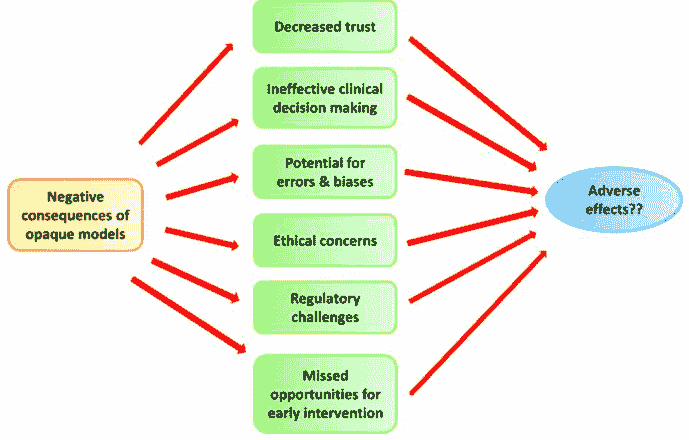 Negative
consequences of
opaque models
Decreased trust
Ineffective clinical
decision making
Potential for
errors & biases
Ethical concerns
Regulatory
challenges
Missed
opportunities for
early intervention
Adverse
effects??